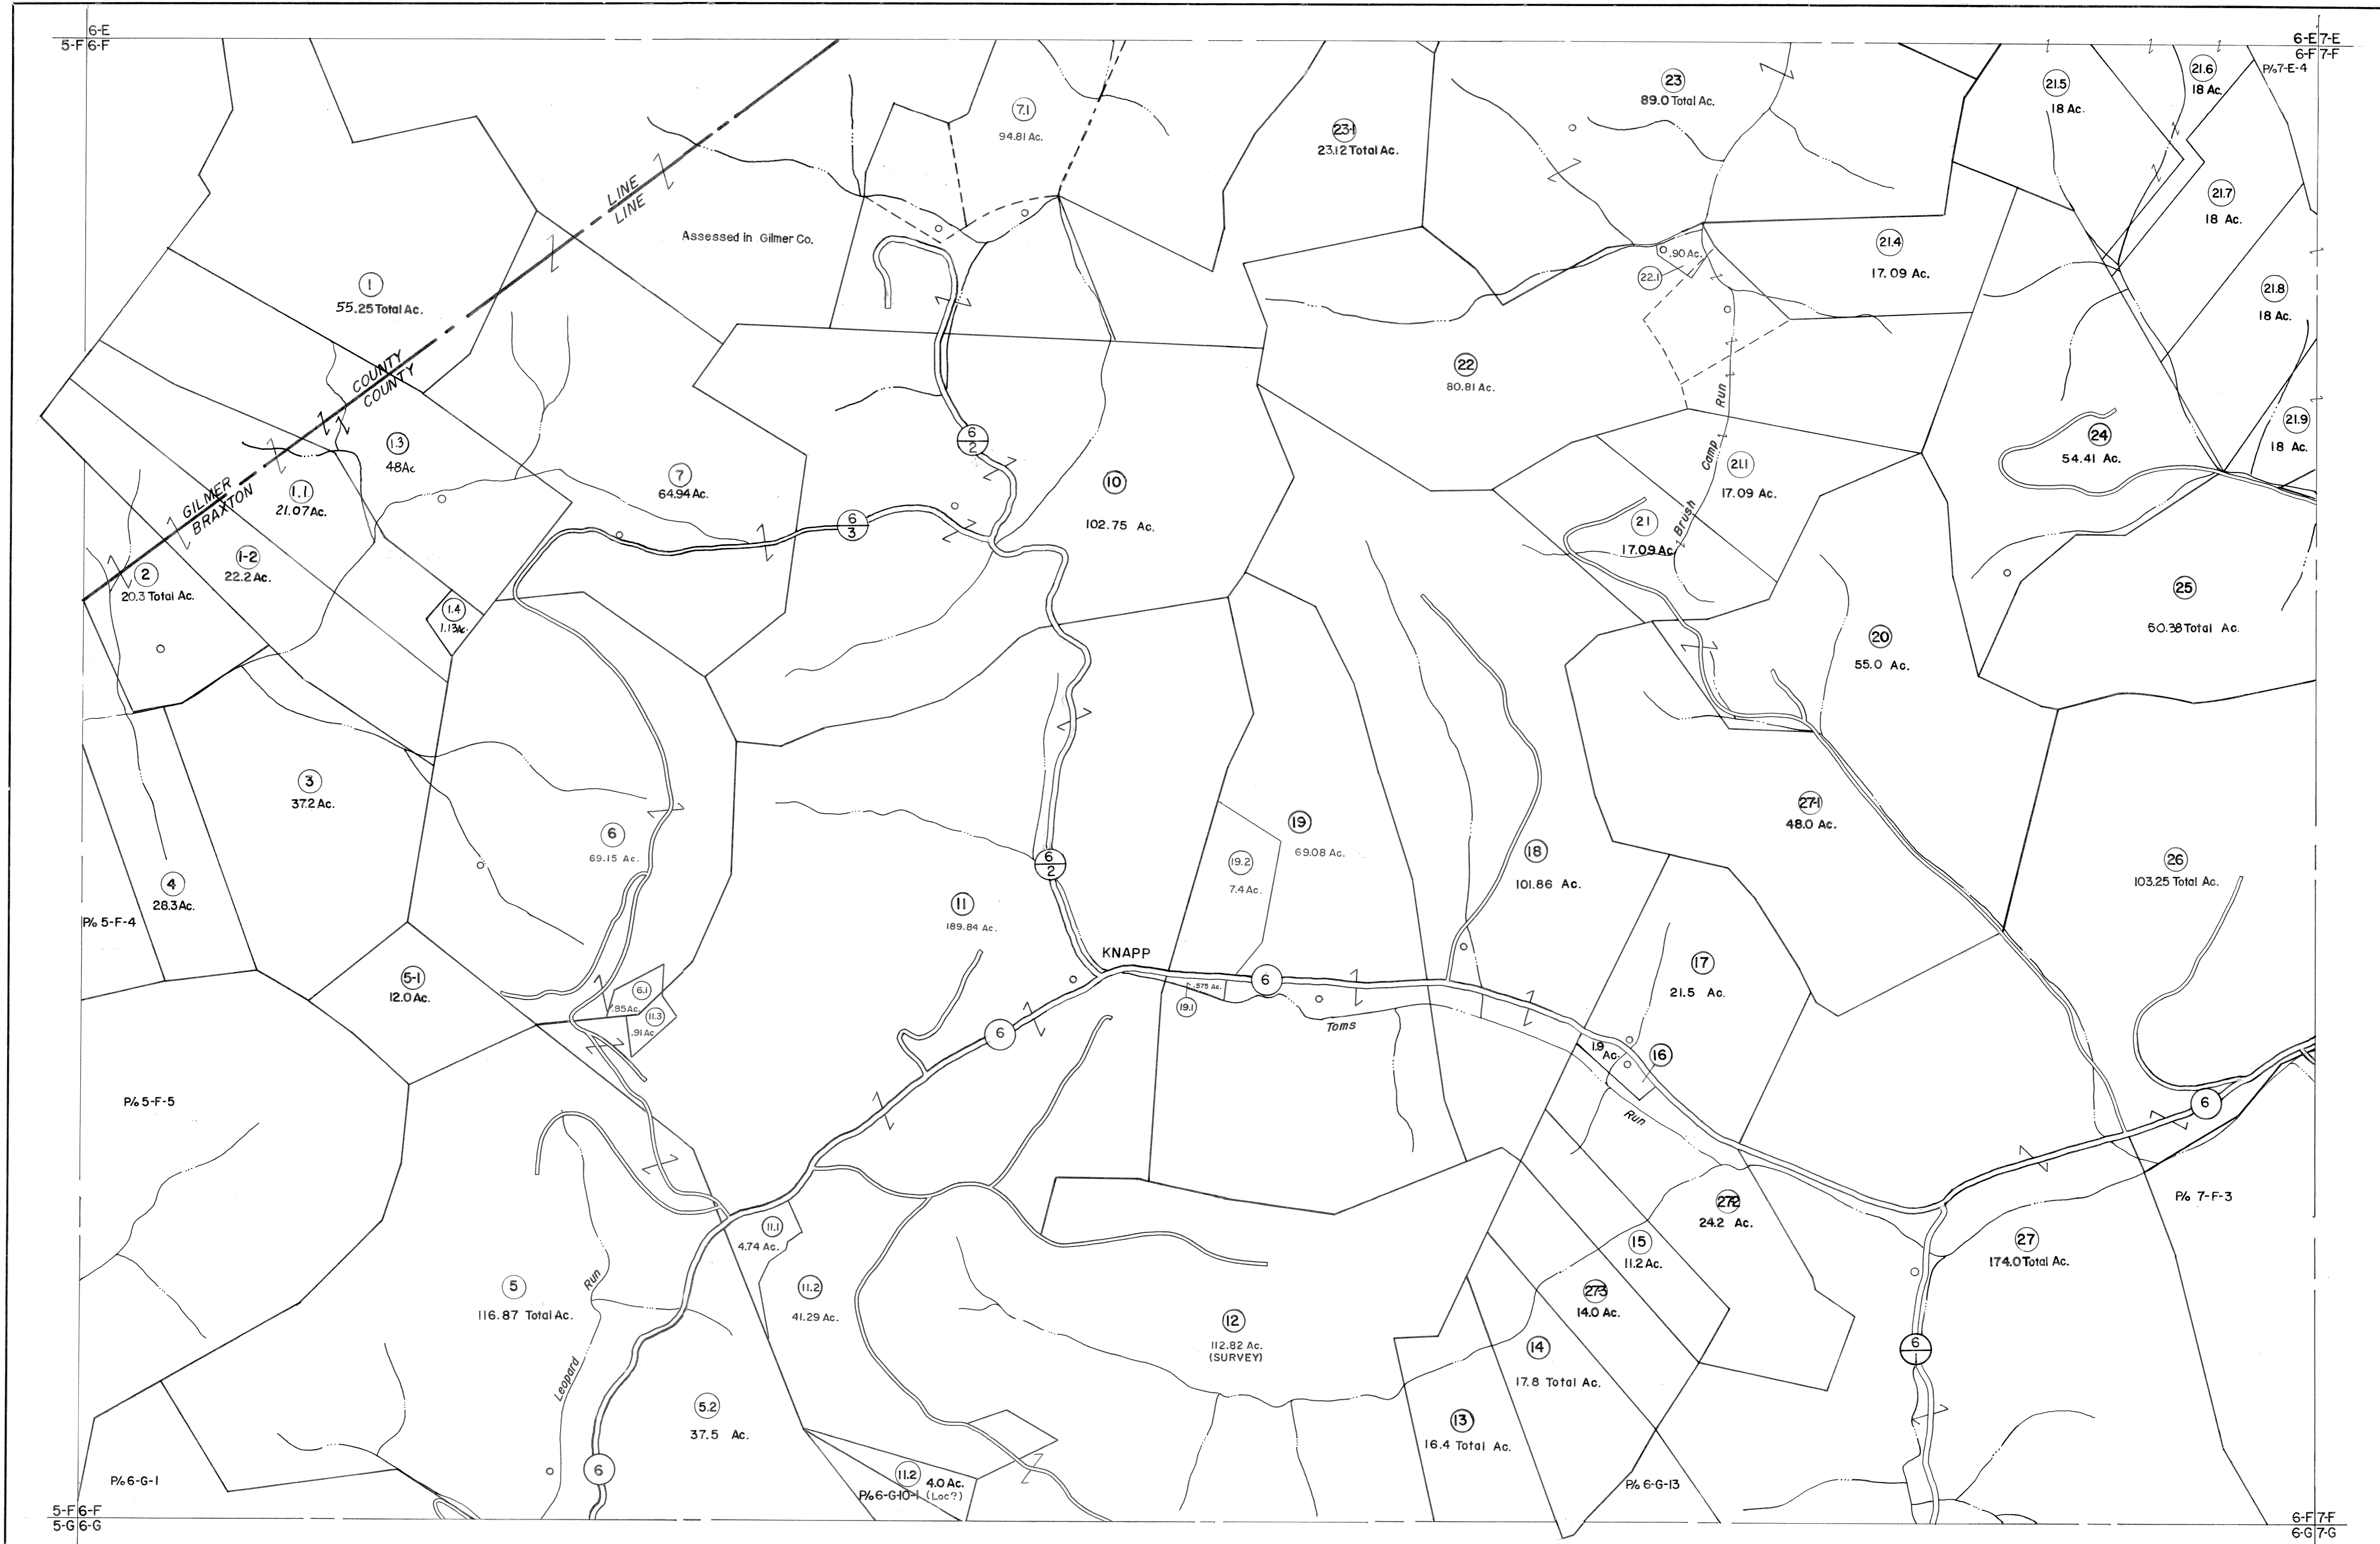 6-E
5-F 6-F
6-E 7-E
6-F 7-F
P/o 7-E-4
21.6
18 Ac.
21.5
18 Ac.
23
89.0 Total Ac.
7.1
94.81 Ac.
23-1
23.12 Total Ac.
LINE
LINE
Assessed in Gilmer Co.
21.7
18 Ac.
21.4
17.09 Ac.
.90 Ac.
22.1
1
55.25 Total Ac.
21.8
18 Ac.
COUNTY
COUNTY
22
80.81 Ac.
Run
Camp
Brush
21.9
18 Ac.
24
54.41 Ac.
6
2
1.3
48 Ac
7
64.94 Ac.
10
102.75 Ac.
21.1
17.09 Ac.
GILMER
BRAXTON
1.1
21.07 Ac.
6
3
21
17.09 Ac.
1-2
22.2 Ac.
2
20.3 Total Ac.
1.4
1.13 Ac.
25
50.38 Total Ac.
20
55.0 Ac.
3
37.2 Ac.
6
69.15 Ac.
19
69.08 Ac.
27-1
48.0 Ac.
6
2
19.2
7.4 Ac.
18
101.86 Ac.
26
103.25 Total Ac.
4
28.3 Ac.
P/o 5-F-4
11
189.84 Ac.
KNAPP
17
21.5 Ac.
5-1
12.0 Ac.
6
6.1
.85 Ac.
.575 Ac.
19.1
11.3
.91 Ac
6
Toms
1.9
Ac.
16
Run
6
P/o 5-F-5
27-2
24.2 Ac.
P/o 7-F-3
11.1
4.74 Ac.
15
11.2 Ac.
27
174.0 Total Ac.
5
116.87 Total Ac.
Run
Leopard
11.2
41.29 Ac.
27-3
14.0 Ac.
12
112.82 Ac.
(SURVEY)
14
17.8 Total Ac.
6
5.2
37.5 Ac.
13
16.4 Total Ac.
6
11.2
4.0 Ac.
P/o 6-G-10-1 (Loc?)
P/o 6-G-1
P/o 6-G-13
5-F 6-F
5-G 6-G
6-F 7-F
6-G 7-G